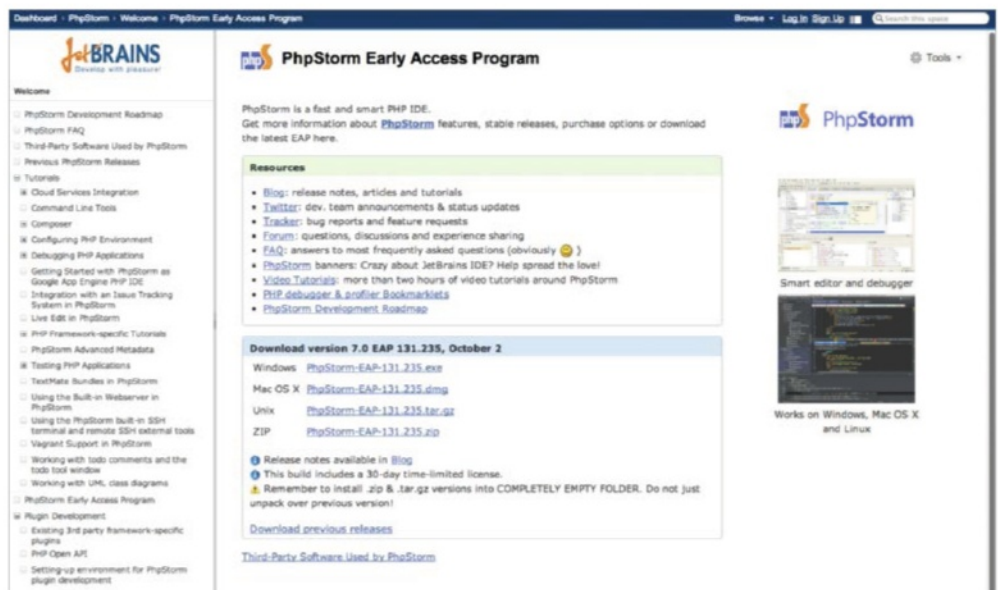 Dashboard › PhpStorm › Welcome › PhpStorm Early Access Program
Browse Log In Sign Up Search this space
JetBRAINS
Develop with pleasure!
Welcome
PhpStorm Development Roadmap
PhpStorm FAQ
Third-Party Software Used by PhpStorm
Previous PhpStorm Releases
Tutorials
Cloud Services Integration
Command Line Tools
Composer
Configuring PHP Environment
Debugging PHP Applications
Getting Started with PhpStorm as
Google App Engine PHP IDE
Integration with an Issue Tracking
System in PhpStorm
Live Edit in PhpStorm
PHP Framework-specific Tutorials
PhpStorm Advanced Metadata
Testing PHP Applications
TextMate Bundles in PhpStorm
Using the Built-in Webserver in
PhpStorm
Using the PhpStorm built-in SSH
terminal and remote SSH external tools
Vagrant Support in PhpStorm
Working with todo comments and the
todo tool window
Working with UML class diagrams
PhpStorm Early Access Program
Plugin Development
Existing 3rd party framework-specific
plugins
PHP Open API
Setting-up environment for PhpStorm
plugin development
PhpStorm Early Access Program
Tools
PhpStorm is a fast and smart PHP IDE.
Get more information about PhpStorm features, stable releases, purchase options or download
the latest EAP here.
Resources
• Blog: release notes, articles and tutorials
• Twitter: dev. team announcements & status updates
• Tracker: bug reports and feature requests
• Forum: questions, discussions and experience sharing
• FAQ: answers to most frequently asked questions (obviously 😊 )
• PhpStorm banners: Crazy about JetBrains IDE? Help spread the love!
• Video Tutorials: more than two hours of video tutorials around PhpStorm
• PHP debugger & profiler Bookmarklets
• PhpStorm Development Roadmap
Download version 7.0 EAP 131.235, October 2
Windows PhpStorm-EAP-131.235.exe
Mac OS X PhpStorm-EAP-131.235.dmg
Unix PhpStorm-EAP-131.235.tar.gz
ZIP PhpStorm-EAP-131.235.zip
Release notes available in Blog
This build includes a 30-day time-limited license.
Remember to install .zip & .tar.gz versions into COMPLETELY EMPTY FOLDER. Do not just
unpack over previous version!
Download previous releases
Third-Party Software Used by PhpStorm
PhpStorm
Smart editor and debugger
Works on Windows, Mac OS X
and Linux